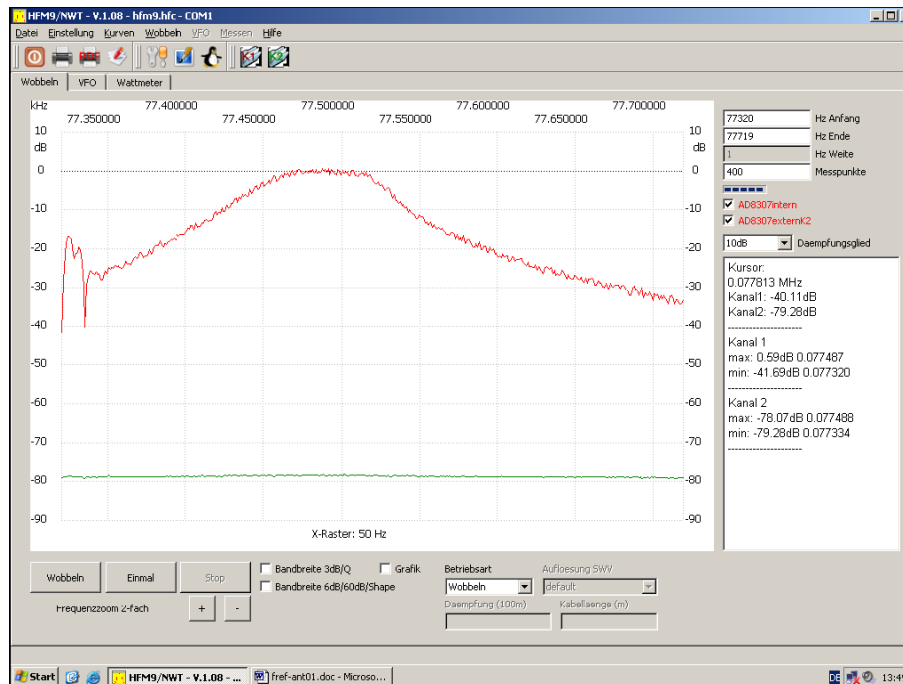 HFM9/NWT - V.1.08 - hfm9.hfc - COM1
Datei Einstellung Kurven Wobbeln VFO Messen Hilfe
K1 K2
Wobbeln VFO Wattmeter
kHz 77.400000 77.500000 77.600000 77.700000
77.350000 77.450000 77.550000 77.650000
10 10
dB dB
0 0
-10 -10
-20 -20
-30 -30
-40 -40
-50 -50
-60 -60
-70 -70
-80 -80
-90 -90
X-Raster: 50 Hz
77320 Hz Anfang
77719 Hz Ende
1 Hz Weite
400 Messpunkte
AD8307intern
AD8307externK2
10dB Daempfungsglied
Kursor:
0.077813 MHz
Kanal1: -40.11dB
Kanal2: -79.28dB
---------------------
Kanal 1
max: 0.59dB 0.077487
min: -41.69dB 0.077320
---------------------
Kanal 2
max: -78.07dB 0.077488
min: -79.28dB 0.077334
---------------------
Wobbeln Einmal Stop
Frequenzzoom 2-fach + -
Bandbreite 3dB/Q Grafik
Bandbreite 6dB/60dB/Shape
Betriebsart Aufloesung SWV
Wobbeln default
Daempfung (100m) Kabellaenge (m)
Start HFM9/NWT - V.1.08 - ... fref-ant01.doc - Microso... DE